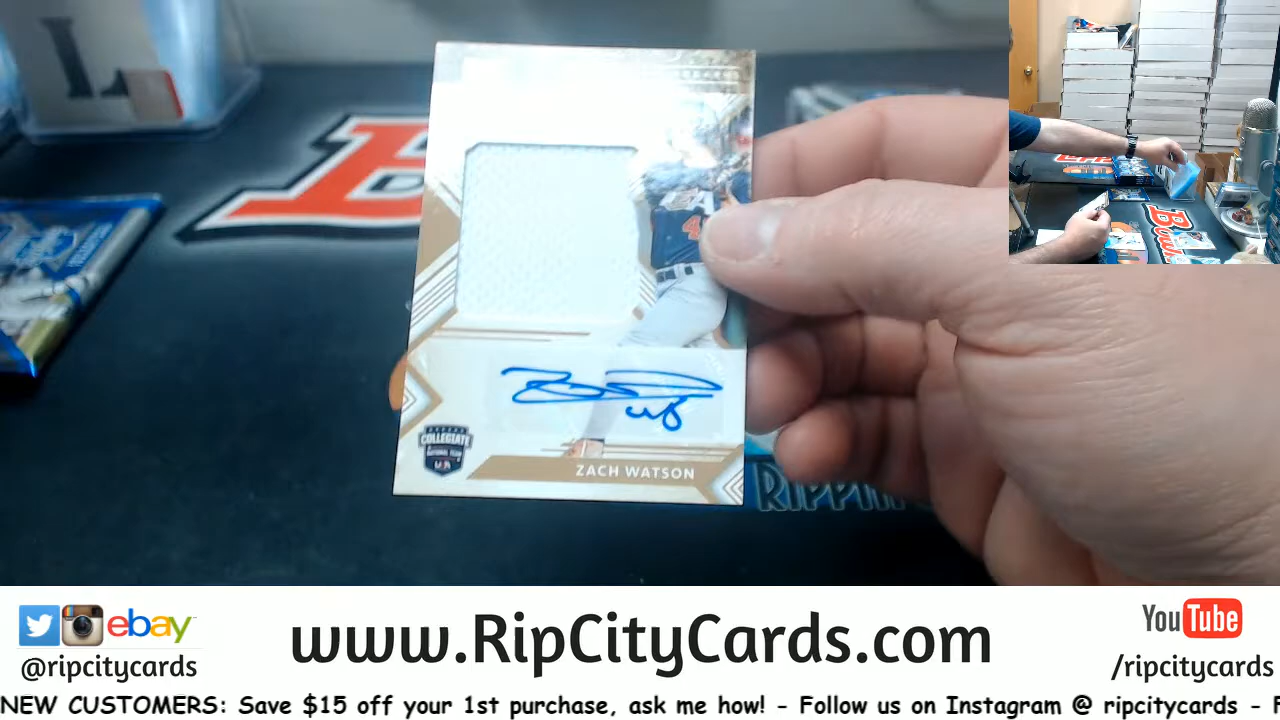 COLLEGIATE
ZACH WATSON
RIPPIN
ebay
@ripcitycards
www.RipCityCards.com
YouTube
/ripcitycards
NEW CUSTOMERS: Save $15 off your 1st purchase, ask me how! - Follow us on Instagram @ ripcitycards -